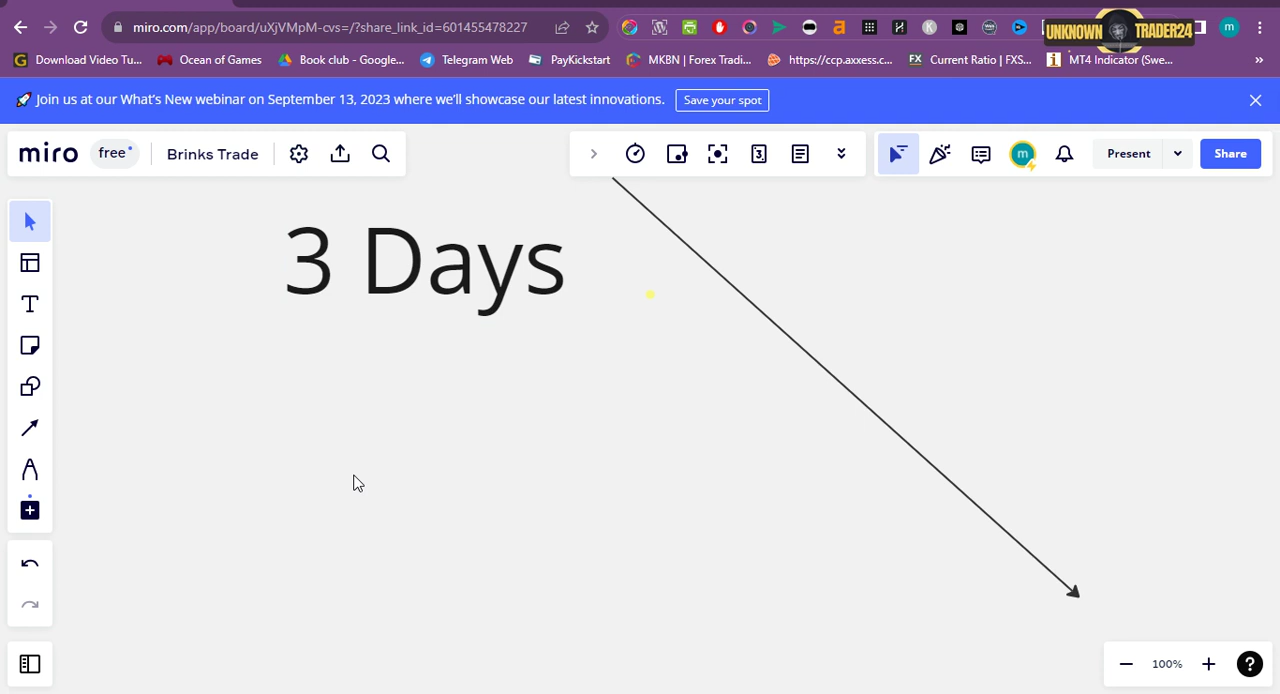 miro.com/app/board/uXjVMpM-cvs=/?share_link_id=601455478227
UNKNOWN TRADER24
Download Video Tu...
Ocean of Games
Book club - Google...
Telegram Web
PayKickstart
MKBN | Forex Tradi...
https://ccp.axxess.c...
Current Ratio | FXS...
MT4 Indicator (Swe...
Join us at our What's New webinar on September 13, 2023 where we'll showcase our latest innovations.
Save your spot
miro
free
Brinks Trade
3
m
Present
Share
3 Days
100%